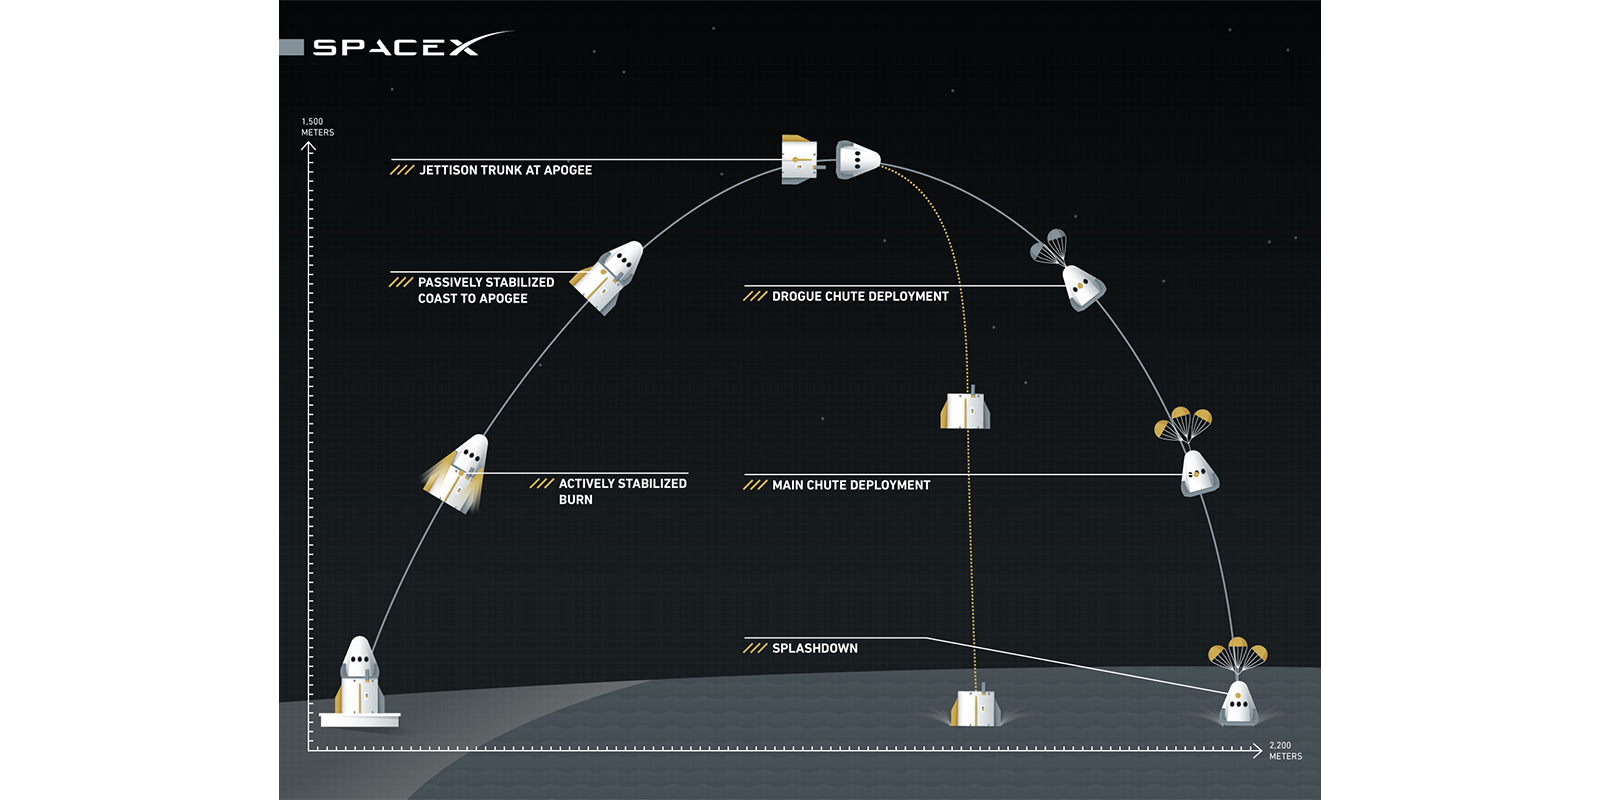 SPACEX
1,500
METERS
/// JETTISON TRUNK AT APOGEE
/// PASSIVELY STABILIZED
COAST TO APOGEE
/// DROGUE CHUTE DEPLOYMENT
/// ACTIVELY STABILIZED
BURN
/// MAIN CHUTE DEPLOYMENT
/// SPLASHDOWN
2,200
METERS